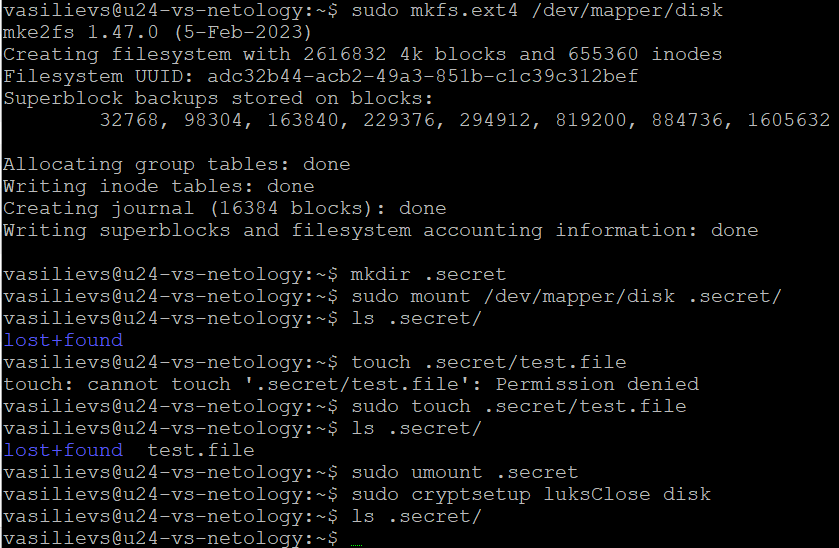 vasilievs@u24-vs-netology:~$ sudo mkfs.ext4 /dev/mapper/disk
mke2fs 1.47.0 (5-Feb-2023)
Creating filesystem with 2616832 4k blocks and 655360 inodes
Filesystem UUID: adc32b44-acb2-49a3-851b-c1c39c312bef
Superblock backups stored on blocks:
        32768, 98304, 163840, 229376, 294912, 819200, 884736, 1605632

Allocating group tables: done
Writing inode tables: done
Creating journal (16384 blocks): done
Writing superblocks and filesystem accounting information: done

vasilievs@u24-vs-netology:~$ mkdir .secret
vasilievs@u24-vs-netology:~$ sudo mount /dev/mapper/disk .secret/
vasilievs@u24-vs-netology:~$ ls .secret/
lost+found
vasilievs@u24-vs-netology:~$ touch .secret/test.file
touch: cannot touch '.secret/test.file': Permission denied
vasilievs@u24-vs-netology:~$ sudo touch .secret/test.file
vasilievs@u24-vs-netology:~$ ls .secret/
lost+found  test.file
vasilievs@u24-vs-netology:~$ sudo umount .secret
vasilievs@u24-vs-netology:~$ sudo cryptsetup luksClose disk
vasilievs@u24-vs-netology:~$ ls .secret/
vasilievs@u24-vs-netology:~$